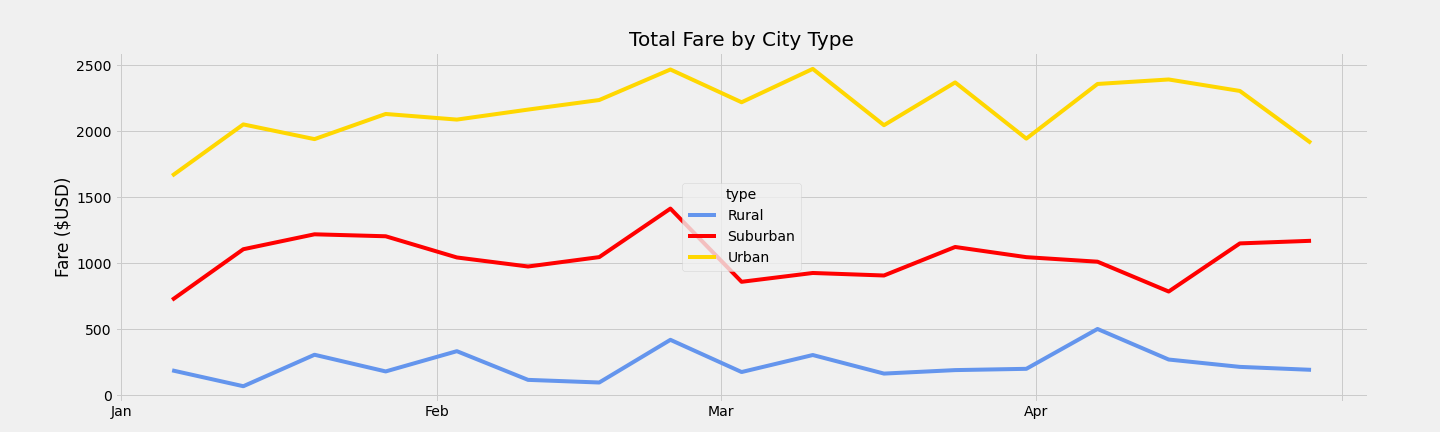 Total Fare by City Type
Fare ($USD)
2500
2000
1500
1000
500
0
type
Rural
Suburban
Urban
Jan
Feb
Mar
Apr